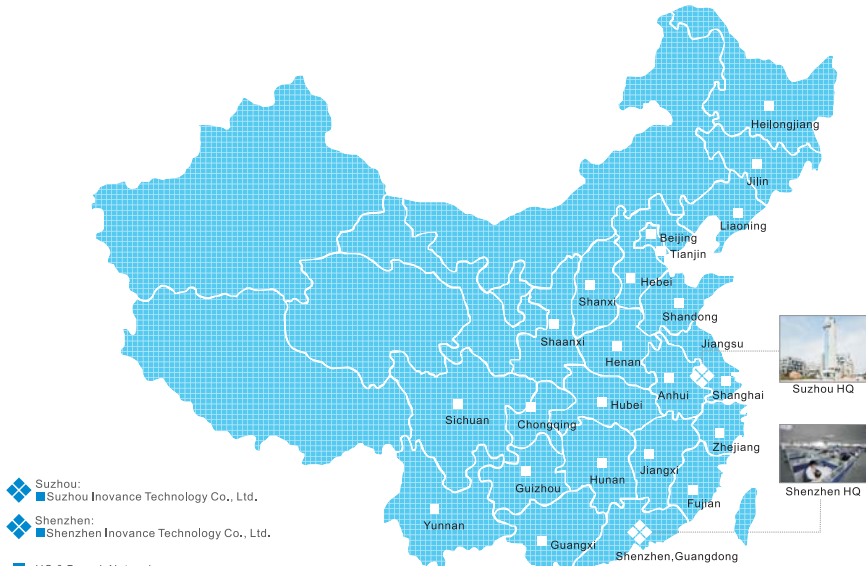 Heilongjiang
Jilin
Liaoning
Beijing
Tianjin
Hebei
Shanxi
Shandong
Shaanxi
Jiangsu
Henan
Suzhou HQ
Anhui
Shanghai
Sichuan
Chongqing
Hubei
Zhejiang
Jiangxi
Hunan
Guizhou
Shenzhen HQ
Fujian
Yunnan
Guangxi
Shenzhen,Guangdong
Suzhou:
Suzhou Inovance Technology Co., Ltd.
Shenzhen:
Shenzhen Inovance Technology Co., Ltd.